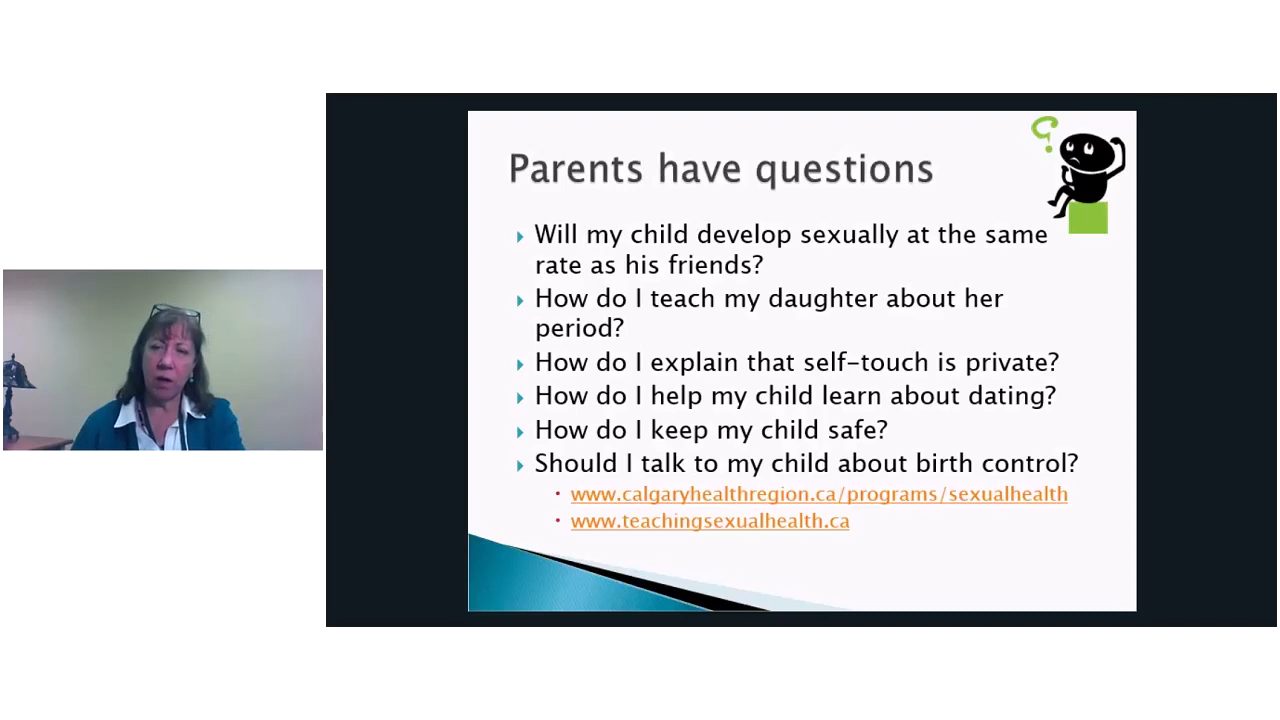 Parents have questions
Will my child develop sexually at the same
rate as his friends?
How do I teach my daughter about her
period?
How do I explain that self-touch is private?
How do I help my child learn about dating?
How do I keep my child safe?
Should I talk to my child about birth control?
www.calgaryhealthregion.ca/programs/sexualhealth
www.teachingsexualhealth.ca